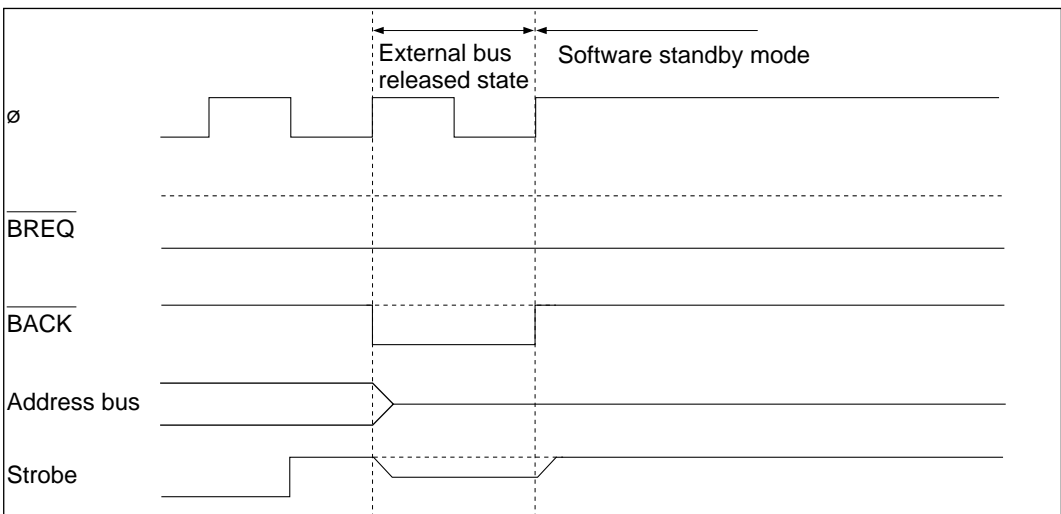 External bus
released state
Software standby mode
ø
BREQ
BACK
Address bus
Strobe